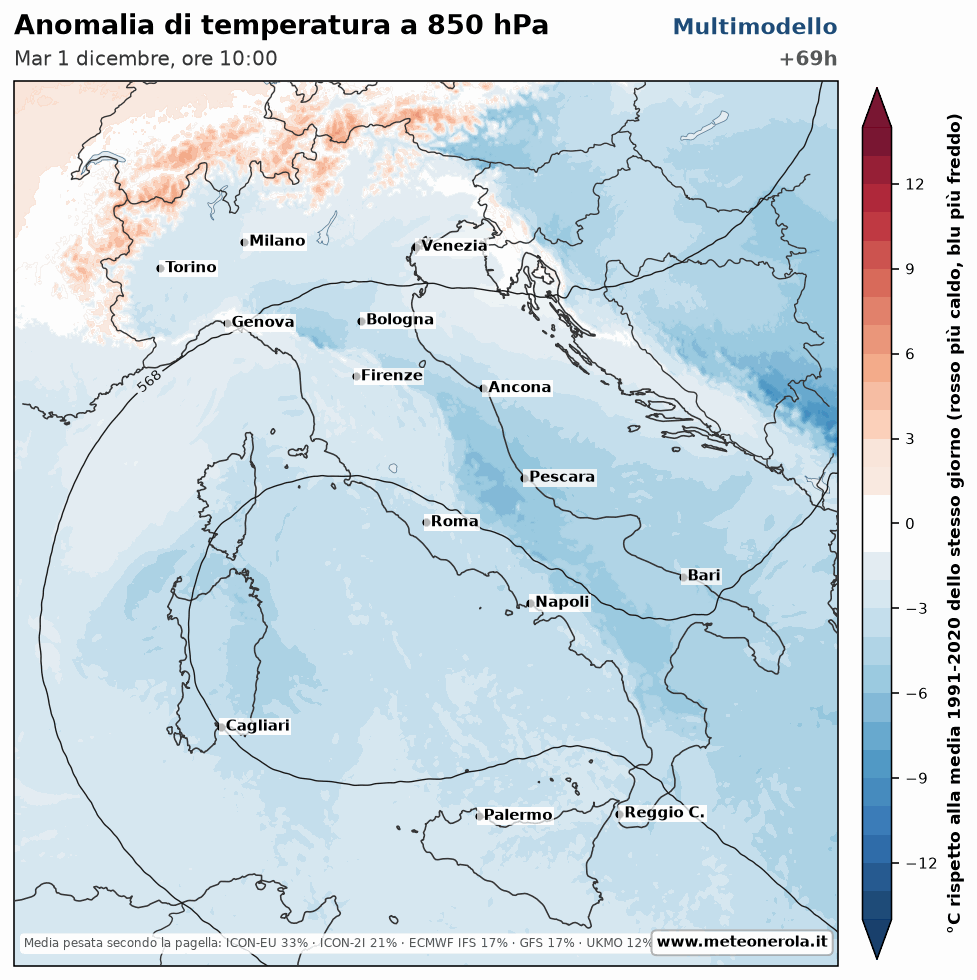 Anomalia di temperatura a 850 hPa
Multimodello
Mar 1 dicembre, ore 10:00
+69h
Milano
Venezia
Torino
Genova
Bologna
568
Firenze
Ancona
Pescara
Roma
Bari
Napoli
Cagliari
Palermo
Reggio C.
12
9
6
3
0
−3
−6
−9
−12
°C rispetto alla media 1991-2020 dello stesso giorno (rosso più caldo, blu più freddo)
Media pesata secondo la pagella: ICON-EU 33% · ICON-2I 21% · ECMWF IFS 17% · GFS 17% · UKMO 12%
www.meteonerola.it